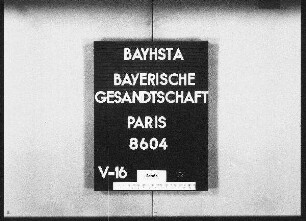 BAYHSTA
BAYERISCHE
GESANDTSCHAFT
PARIS
8604
V-16